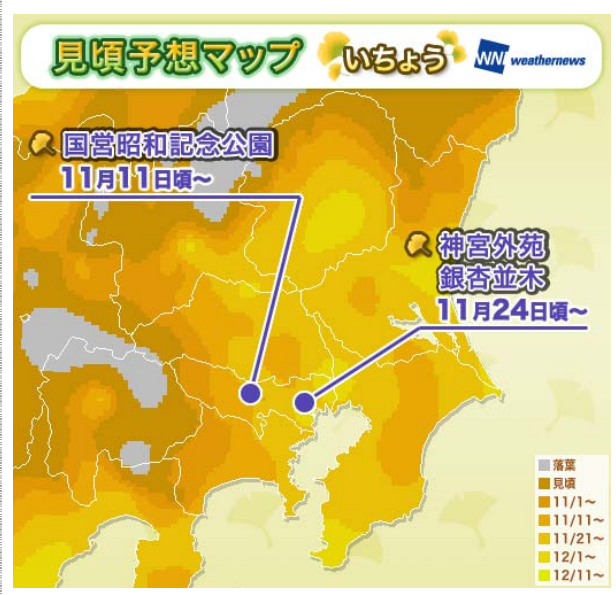 見頃予想マップ いちょう WN weathernews
国営昭和記念公園
11月11日頃～
神宮外苑
銀杏並木
11月24日頃～
落葉
見頃
11/1～
11/11～
11/21～
12/1～
12/11～